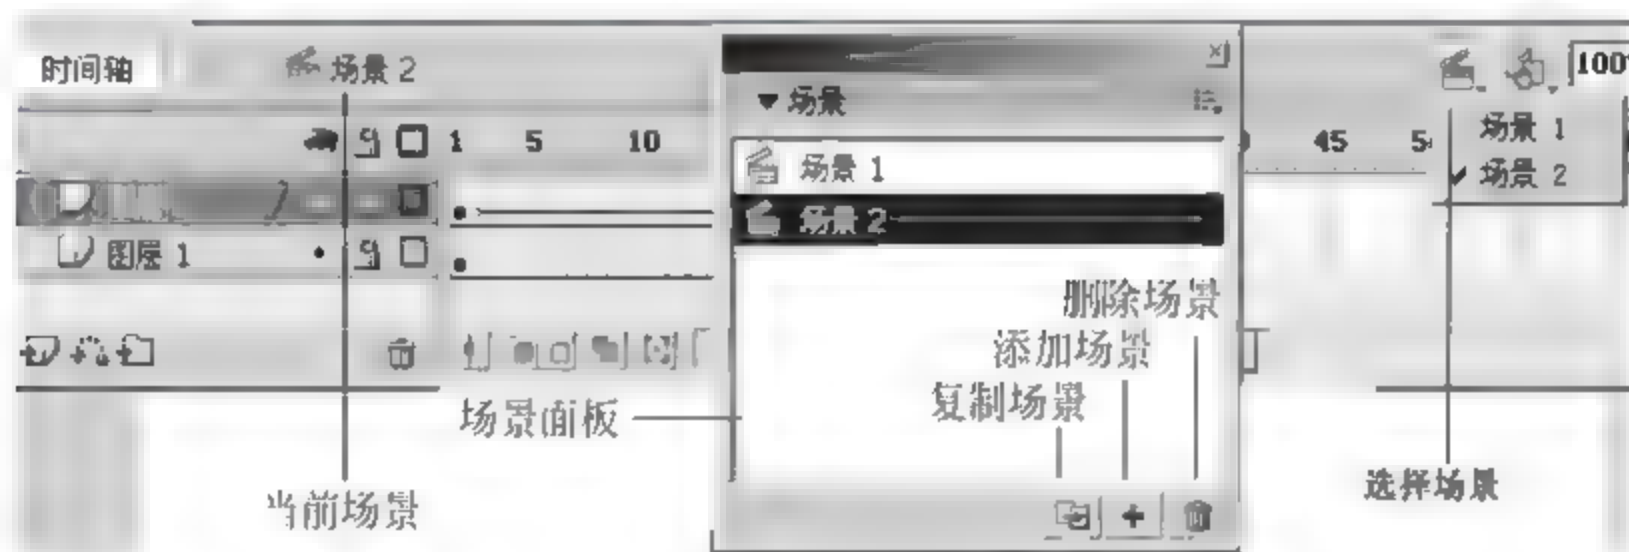 时间轴
场景 2
100
场景
1 5 10
45
场景 1
场景 1
场景 2
场景 2
图层 1
删除场景
添加场景
复制场景
场景面板
选择场景
当前场景